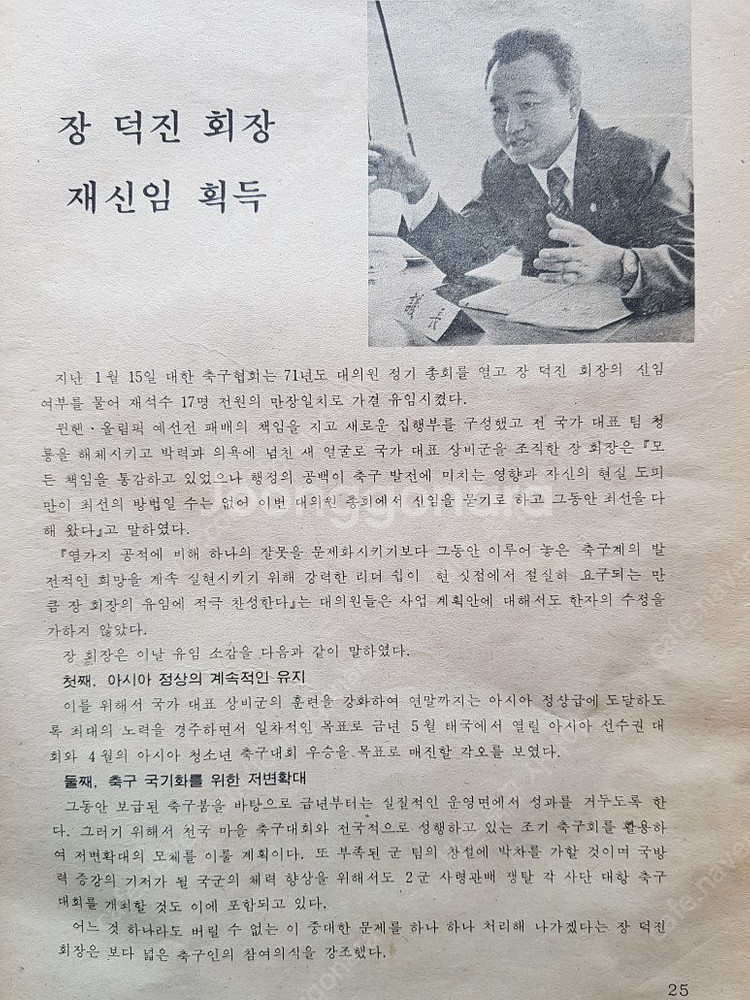 장 덕진 회장
재신임 획득
議長
지난 1월 15일 대한 축구협회는 71년도 대의원 정기 총회를 열고 장 덕진 회장의 신임
여부를 물어 재석수 17명 전원의 만장일치로 가결 유임시켰다.
뮌헨·올림픽 예선전 패배의 책임을 지고 새로운 집행부를 구성했고 전 국가 대표 팀 청
룡을 해체시키고 박력과 의욕에 넘친 새 얼굴로 국가 대표 상비군을 조직한 장 회장은 『모
든 책임을 통감하고 있었으나 행정의 공백이 축구 발전에 미치는 영향과 자신의 현실 도피
만이 최선의 방법일 수는 없어 이번 대의원 총회에서 신임을 묻기로 하고 그동안 최선을 다
해 왔다』고 말하였다.
『열가지 공적에 비해 하나의 잘못을 문제화시키기보다 그동안 이루어 놓은 축구계의 발
전적인 희망을 계속 실현시키기 위해 강력한 리더 쉽이 현 싯점에서 절실히 요구되는 만
큼 장 회장의 유임에 적극 찬성한다』는 대의원들은 사업 계획안에 대해서도 한자의 수정을
가하지 않았다.
장 회장은 이날 유임 소감을 다음과 같이 말하였다.
첫째, 아시아 정상의 계속적인 유지
이를 위해서 국가 대표 상비군의 훈련을 강화하여 연말까지는 아시아 정상급에 도달하도
록 최대의 노력을 경주하면서 일차적인 목표로 금년 5월 태국에서 열릴 아시아 선수권 대
회와 4월의 아시아 청소년 축구대회 우승을 목표로 매진할 각오를 보였다.
둘째, 축구 국기화를 위한 저변확대
그동안 보급된 축구붐을 바탕으로 금년부터는 실질적인 운영면에서 성과를 거두도록 한
다. 그러기 위해서 전국 마을 축구대회와 전국적으로 성행하고 있는 조기 축구회를 활용하
여 저변확대의 모체를 이룰 계획이다. 또 부족된 군 팀의 창설에 박차를 가할 것이며 국방
력 증강의 기저가 될 국군의 체력 향상을 위해서도 2군 사령관배 쟁탈 각 사단 대항 축구
대회를 개최할 것도 이에 포함되고 있다.
어느 것 하나라도 버릴 수 없는 이 중대한 문제를 하나 하나 처리해 나가겠다는 장 덕진
회장은 보다 넓은 축구인의 참여의식을 강조했다.
25